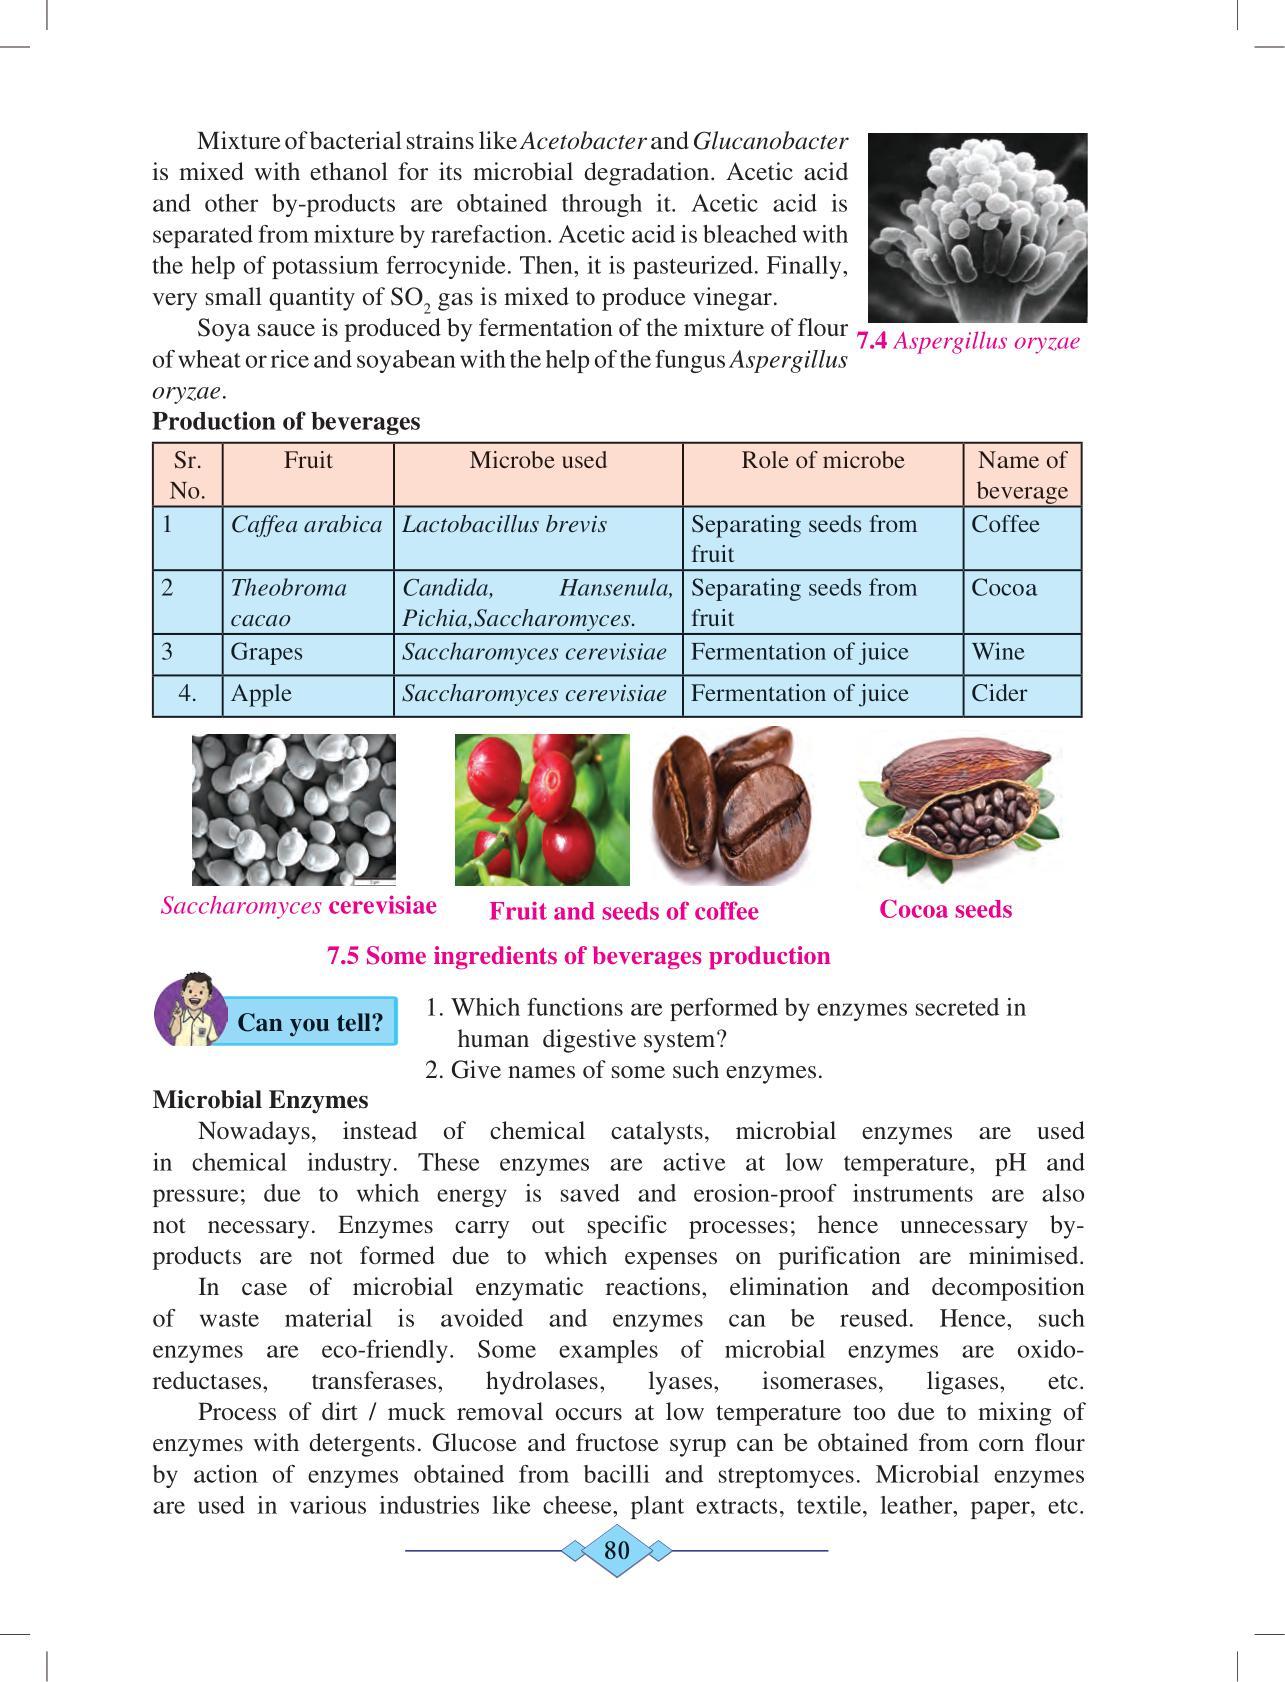 Mixture of bacterial strains like Acetobacter and Glucanobacter
is mixed with ethanol for its microbial degradation. Acetic acid
and other by-products are obtained through it. Acetic acid is
separated from mixture by rarefaction. Acetic acid is bleached with
the help of potassium ferrocynide. Then, it is pasteurized. Finally,
very small quantity of SO₂ gas is mixed to produce vinegar.
Soya sauce is produced by fermentation of the mixture of flour
of wheat or rice and soyabean with the help of the fungus Aspergillus
oryzae.
7.4 Aspergillus oryzae
Production of beverages
Sr. No. Fruit Microbe used Role of microbe Name of beverage
1 Caffea arabica Lactobacillus brevis Separating seeds from fruit Coffee
2 Theobroma cacao Candida, Hansenula, Pichia,Saccharomyces. Separating seeds from fruit Cocoa
3 Grapes Saccharomyces cerevisiae Fermentation of juice Wine
4. Apple Saccharomyces cerevisiae Fermentation of juice Cider
Saccharomyces cerevisiae
Fruit and seeds of coffee
Cocoa seeds
7.5 Some ingredients of beverages production
Can you tell?
1. Which functions are performed by enzymes secreted in
human digestive system?
2. Give names of some such enzymes.
Microbial Enzymes
Nowadays, instead of chemical catalysts, microbial enzymes are used
in chemical industry. These enzymes are active at low temperature, pH and
pressure; due to which energy is saved and erosion-proof instruments are also
not necessary. Enzymes carry out specific processes; hence unnecessary by-
products are not formed due to which expenses on purification are minimised.
In case of microbial enzymatic reactions, elimination and decomposition
of waste material is avoided and enzymes can be reused. Hence, such
enzymes are eco-friendly. Some examples of microbial enzymes are oxido-
reductases, transferases, hydrolases, lyases, isomerases, ligases, etc.
Process of dirt / muck removal occurs at low temperature too due to mixing of
enzymes with detergents. Glucose and fructose syrup can be obtained from corn flour
by action of enzymes obtained from bacilli and streptomyces. Microbial enzymes
are used in various industries like cheese, plant extracts, textile, leather, paper, etc.
80